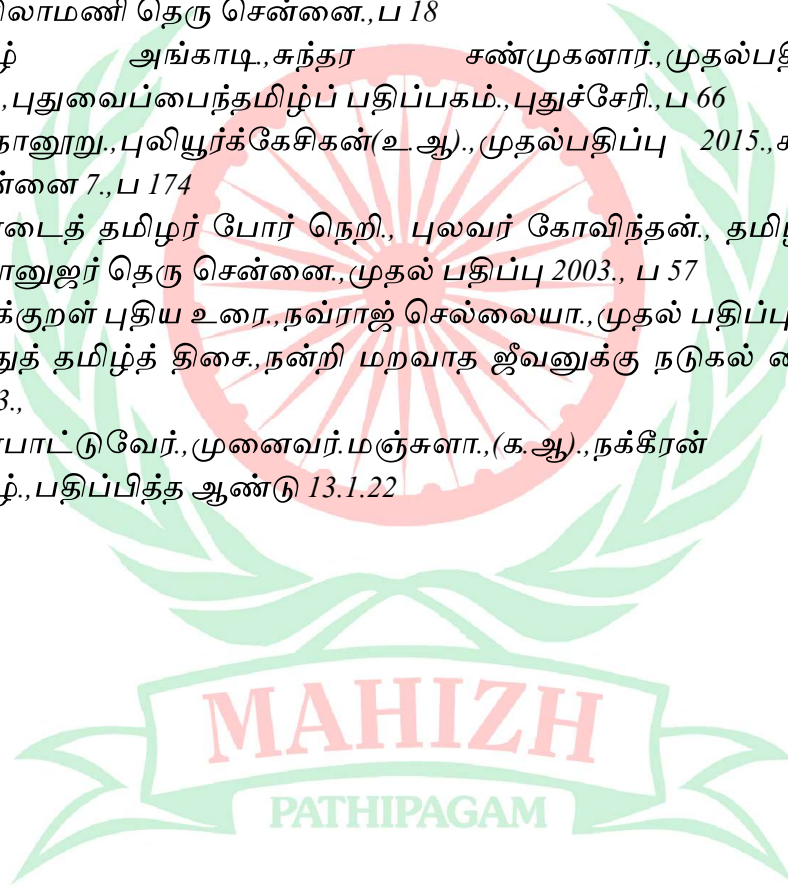 லாமணி தெரு சென்னை.,ப 18
அங்காடி.,சுந்தர சண்முகனார்.,முதல்பதி
.,புதுவைப்பைந்தமிழ்ப் பதிப்பகம்.,புதுச்சேரி.,ப 66
நானூறு.,புலியூர்க்கேசிகன்(உ.ஆ).,முதல்பதிப்பு 2015.,ச
ன்னை 7.,ப 174
டைத் தமிழர் போர் நெறி., புலவர் கோவிந்தன்., தமி
ானுஜர் தெரு சென்னை.,முதல் பதிப்பு 2003., ப 57
க்குறள் புதிய உரை.,நவ்ராஜ் செல்லையா.,முதல் பதிப்பு
துத் தமிழ்த் திசை.,நன்றி மறவாத ஜீவனுக்கு நடுகல்
3.,
பாட்டுவேர்.,முனைவர்.மஞ்சுளா.,(க.ஆ).,நக்கீரன்
ழ்.,பதிப்பித்த ஆண்டு 13.1.22
MAHIZH
PATHIPAGAM